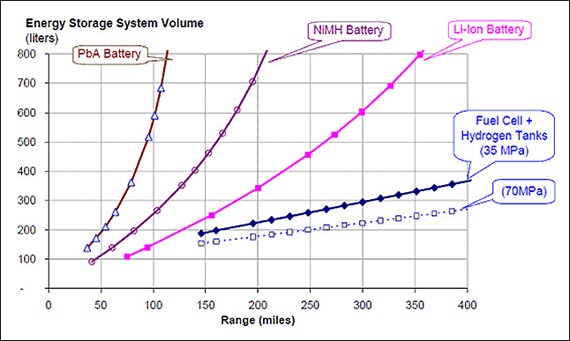 Energy Storage System Volume
(liters)
PbA Battery
NiMH Battery
Li-Ion Battery
800
700
600
500
400
300
200
100
-
Fuel Cell +
Hydrogen Tanks
(35 MPa)
(70MPa)
0
50
100
150
200
250
300
350
400
Range (miles)